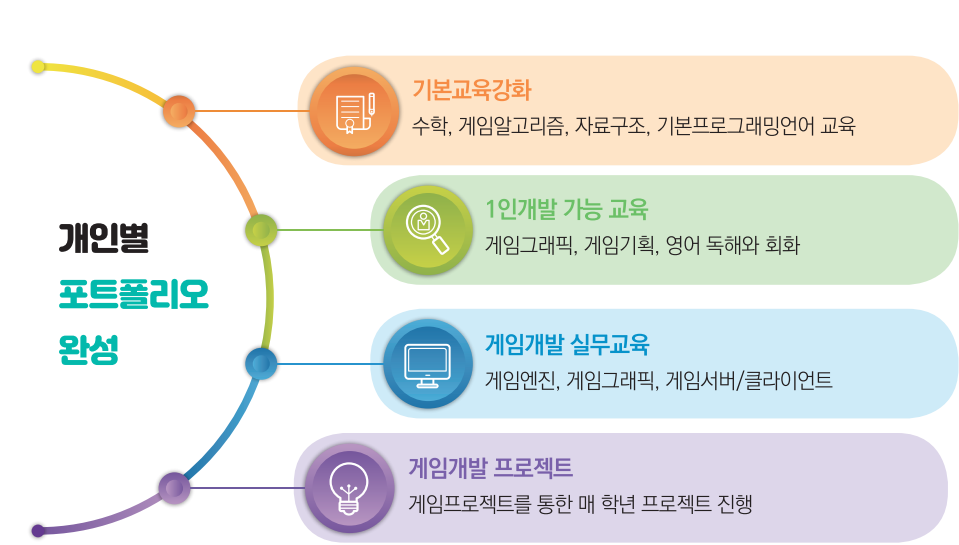 개인별
포트폴리오
완성
기본교육강화
수학, 게임알고리즘, 자료구조, 기본프로그래밍언어 교육
1인개발 가능 교육
게임그래픽, 게임기획, 영어 독해와 회화
게임개발 실무교육
게임엔진, 게임그래픽, 게임서버/클라이언트
게임개발 프로젝트
게임프로젝트를 통한 매 학년 프로젝트 진행